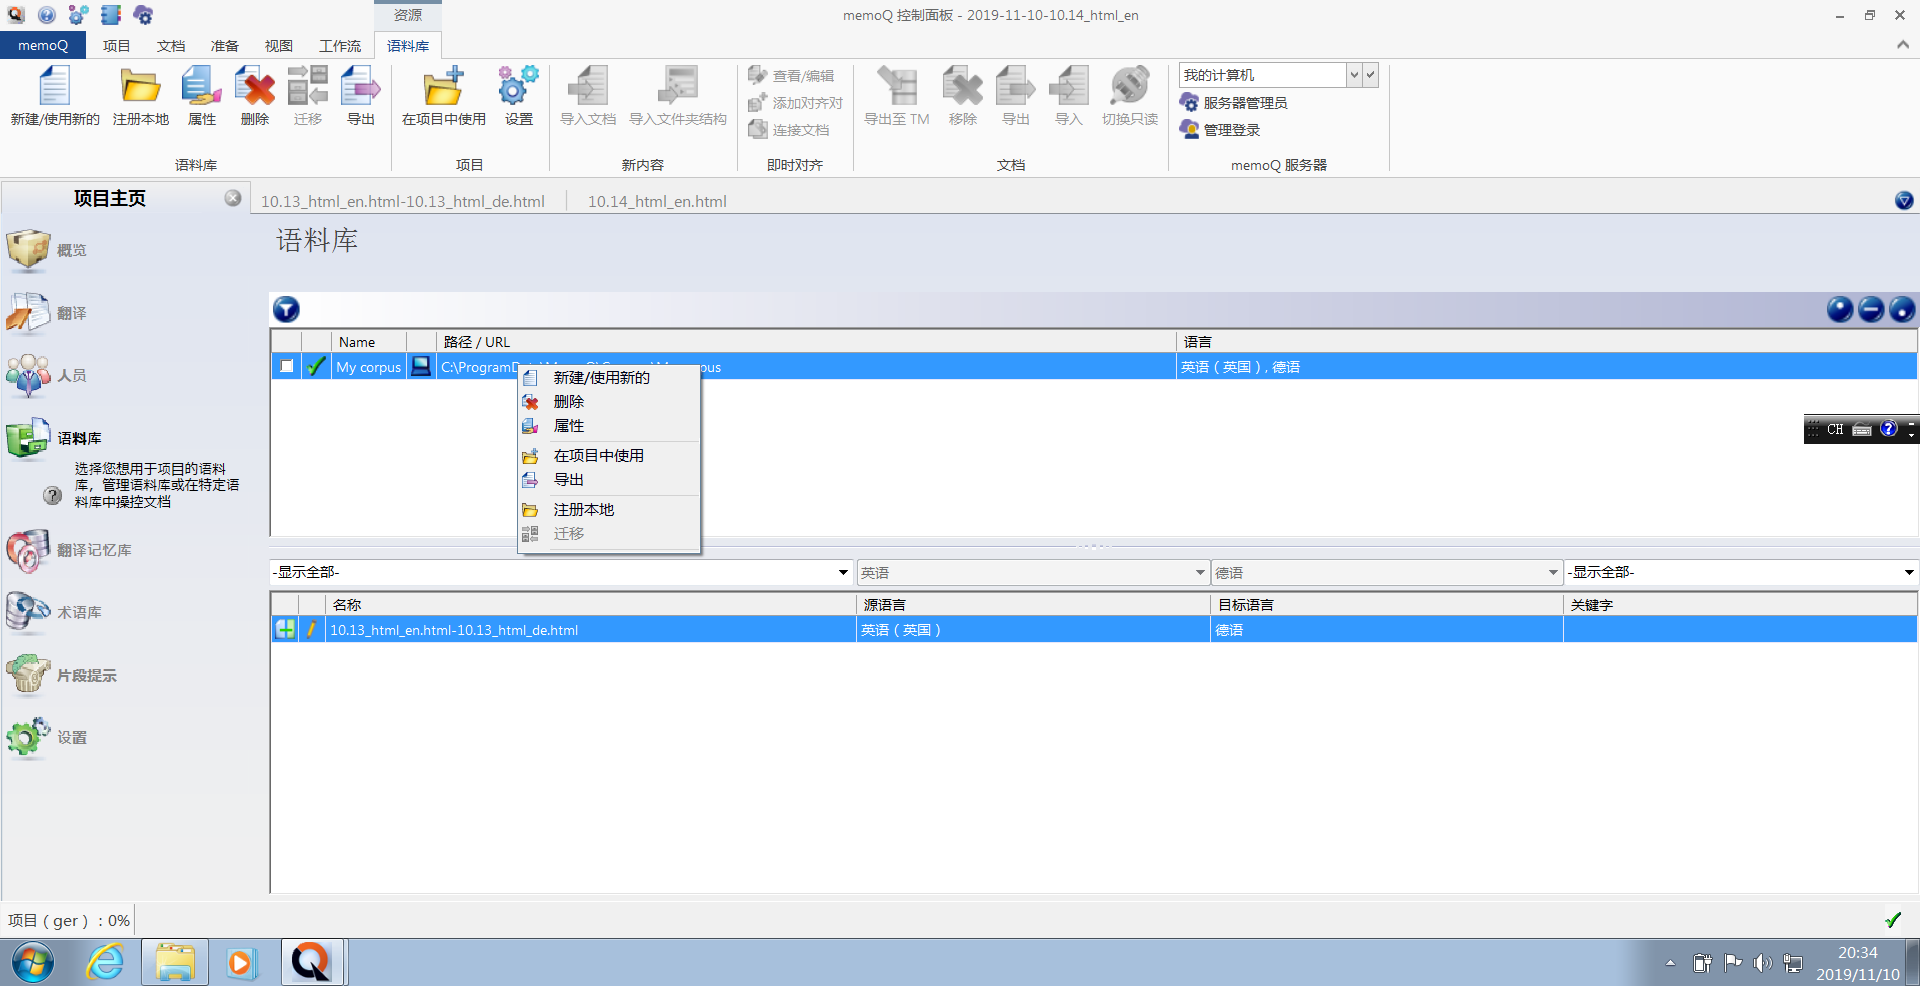 资源
memoQ 控制面板 - 2019-11-10-10.14_html_en
memoQ 项目 文档 准备 视图 工作流 语料库
新建/使用新的 注册本地 属性 删除 迁移 导出
语料库
在项目中使用 设置
项目
导入文档 导入文件夹结构
新内容
查看/编辑
添加对齐对
连接文档
即时对齐
导出至 TM 移除 导出 导入 切换只读
文档
我的计算机
服务器管理员
管理登录
memoQ 服务器
项目主页
10.13_html_en.html-10.13_html_de.html
10.14_html_en.html
概览
翻译
人员
语料库
选择您想用于项目的语料
库，管理语料库或在特定语
料库中操控文档
翻译记忆库
术语库
片段提示
设置
语料库
Name 路径 / URL 语言
My corpus 英语（英国）, 德语
新建/使用新的
删除
属性
在项目中使用
导出
注册本地
迁移
CH
-显示全部- 英语 德语 -显示全部-
名称 源语言 目标语言 关键字
10.13_html_en.html-10.13_html_de.html 英语（英国） 德语
项目（ger）：0%
20:34
2019/11/10